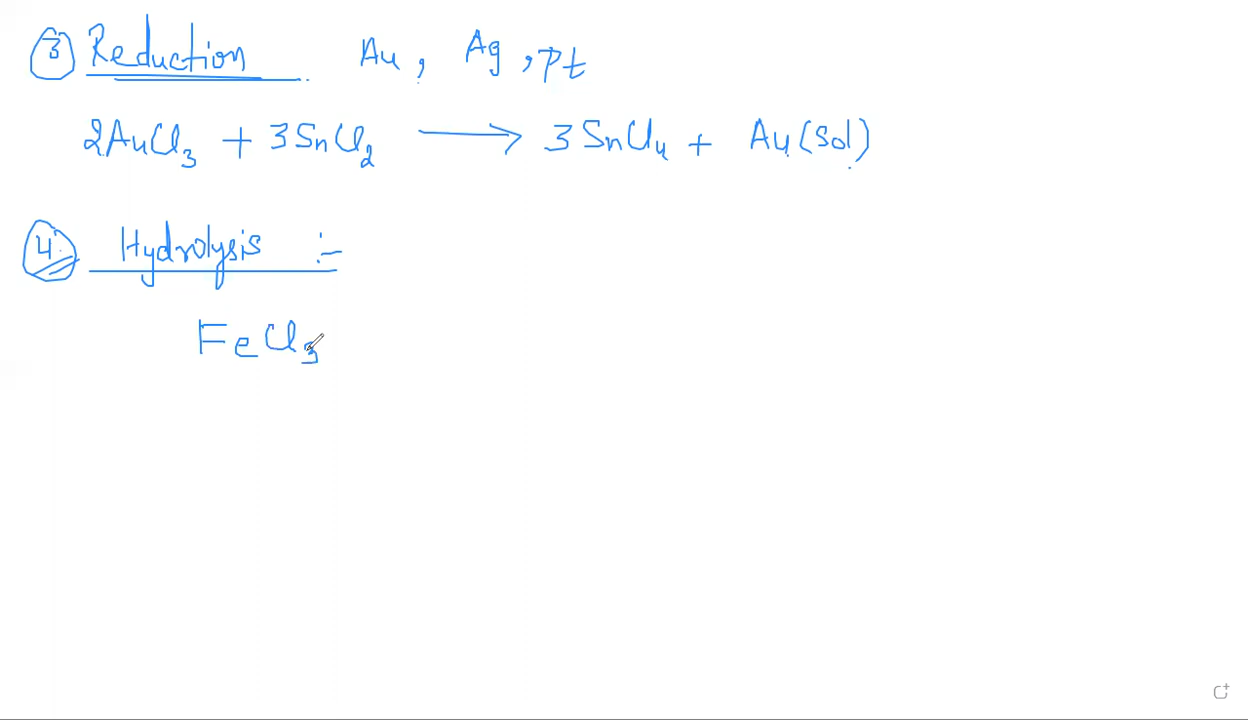 ③ Reduction Au, Ag, Pt
2AuCl₃ + 3SnCl₂ ⟶ 3SnCl₄ + Au(Sol)
④ Hydrolysis :-
FeCl₃